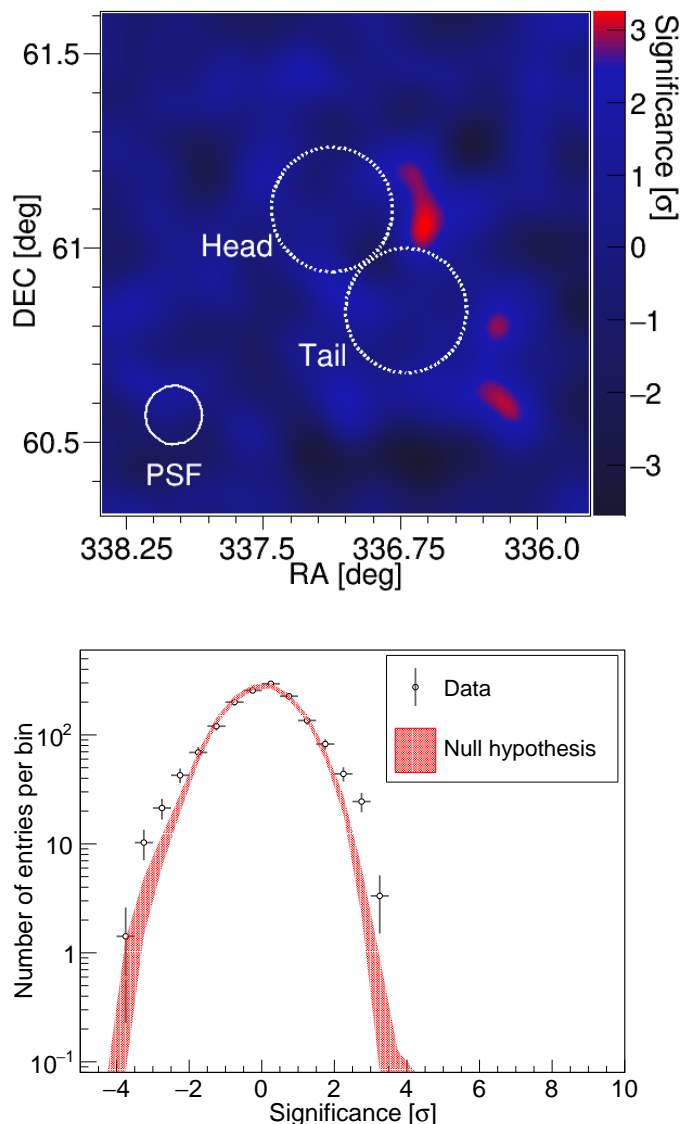 61.5
61
60.5
DEC [deg]
Head
Tail
PSF
338.25 337.5 336.75 336.0
RA [deg]
3
2
1
0
−1
−2
−3
Significance [σ]
Data
Null hypothesis
10²
10
1
10⁻¹
Number of entries per bin
−4 −2 0 2 4 6 8 10
Significance [σ]